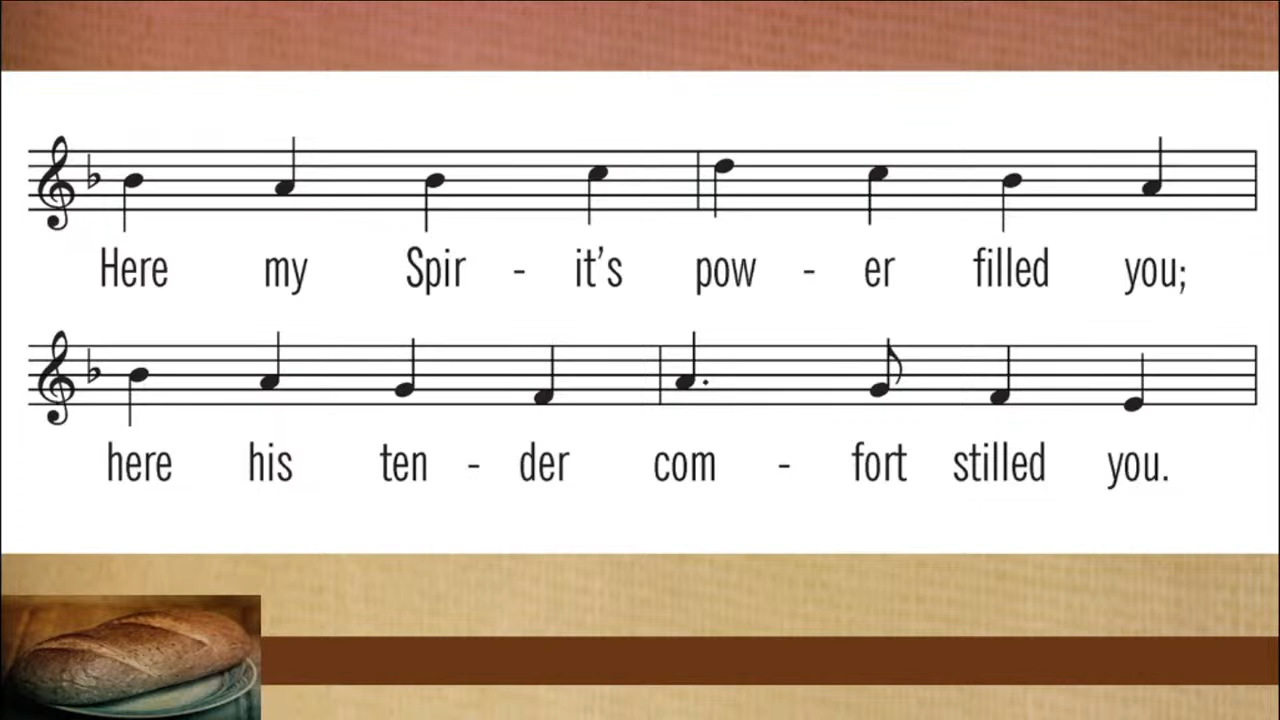 Here my Spir - it's pow - er filled you;
here his ten - der com - fort stilled you.